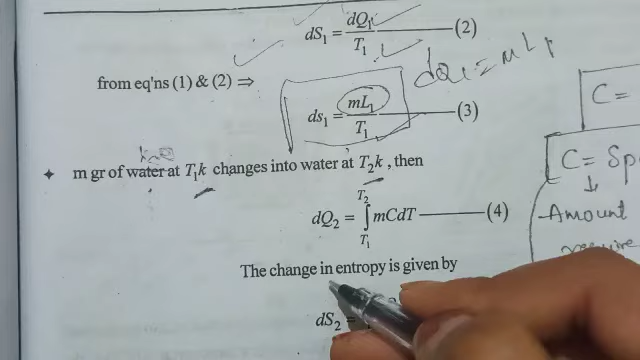 dS₁ = dQ₁/T₁ (2)
dQ₁ = mL₁
from eq'ns (1) & (2) ⇒
ds₁ = mL₁/T₁ (3)
C =
m gr of water at T₁k changes into water at T₂k , then
C = Sp
dQ₂ = ∫_{T₁}^{T₂} mCdT (4)
Amount
require
The change in entropy is given by
dS₂ =